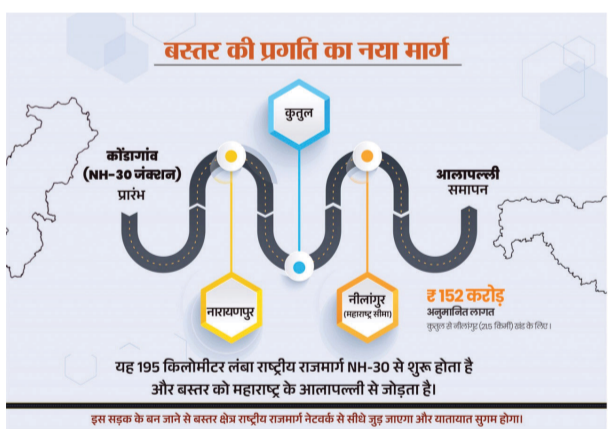 बस्तर की प्रगति का नया मार्ग
कुतुल
कोंडागांव
(NH-30 जंक्शन)
प्रारंभ
आलापल्ली
समापन
नारायणपुर
नीलांगुर
(महाराष्ट्र सीमा)
₹ 152 करोड़
अनुमानित लागत
कुतुल से नीलांगुर (21.5 किमी) खंड के लिए।
यह 195 किलोमीटर लंबा राष्ट्रीय राजमार्ग NH-30 से शुरू होता है
और बस्तर को महाराष्ट्र के आलापल्ली से जोड़ता है।
इस सड़क के बन जाने से बस्तर क्षेत्र राष्ट्रीय राजमार्ग नेटवर्क से सीधे जुड़ जाएगा और यातायात सुगम होगा।